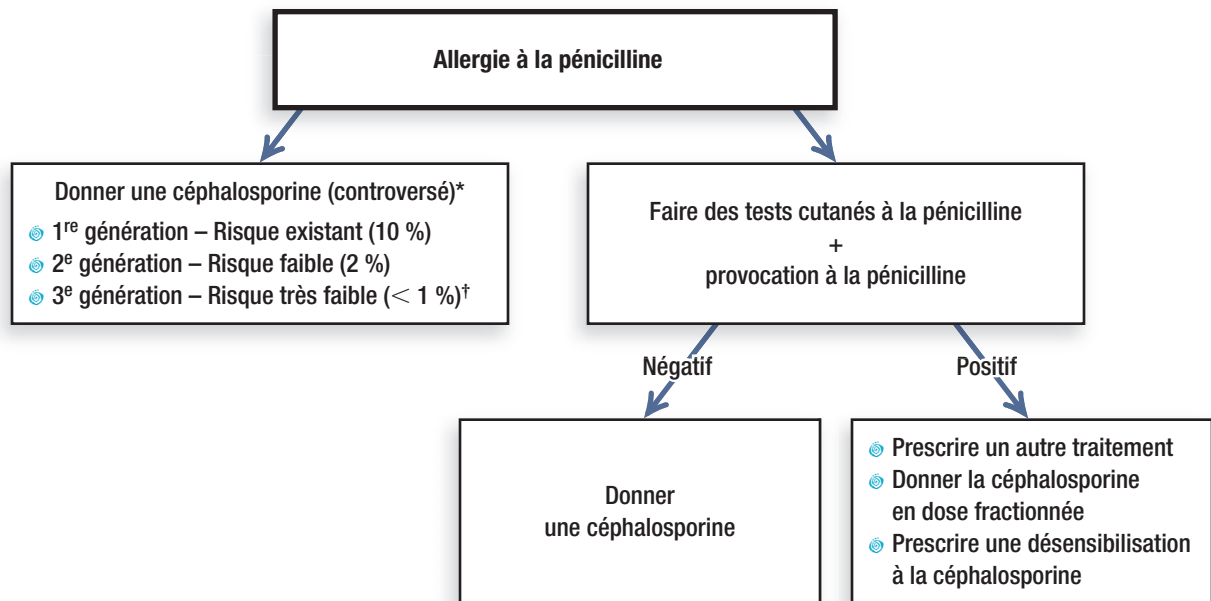 Allergie à la pénicilline
Donner une céphalosporine (controversé)*
1re génération – Risque existant (10 %)
2e génération – Risque faible (2 %)
3e génération – Risque très faible (< 1 %)†
Faire des tests cutanés à la pénicilline
+
provocation à la pénicilline
Négatif
Positif
Donner
une céphalosporine
Prescrire un autre traitement
Donner la céphalosporine
en dose fractionnée
Prescrire une désensibilisation
à la céphalosporine